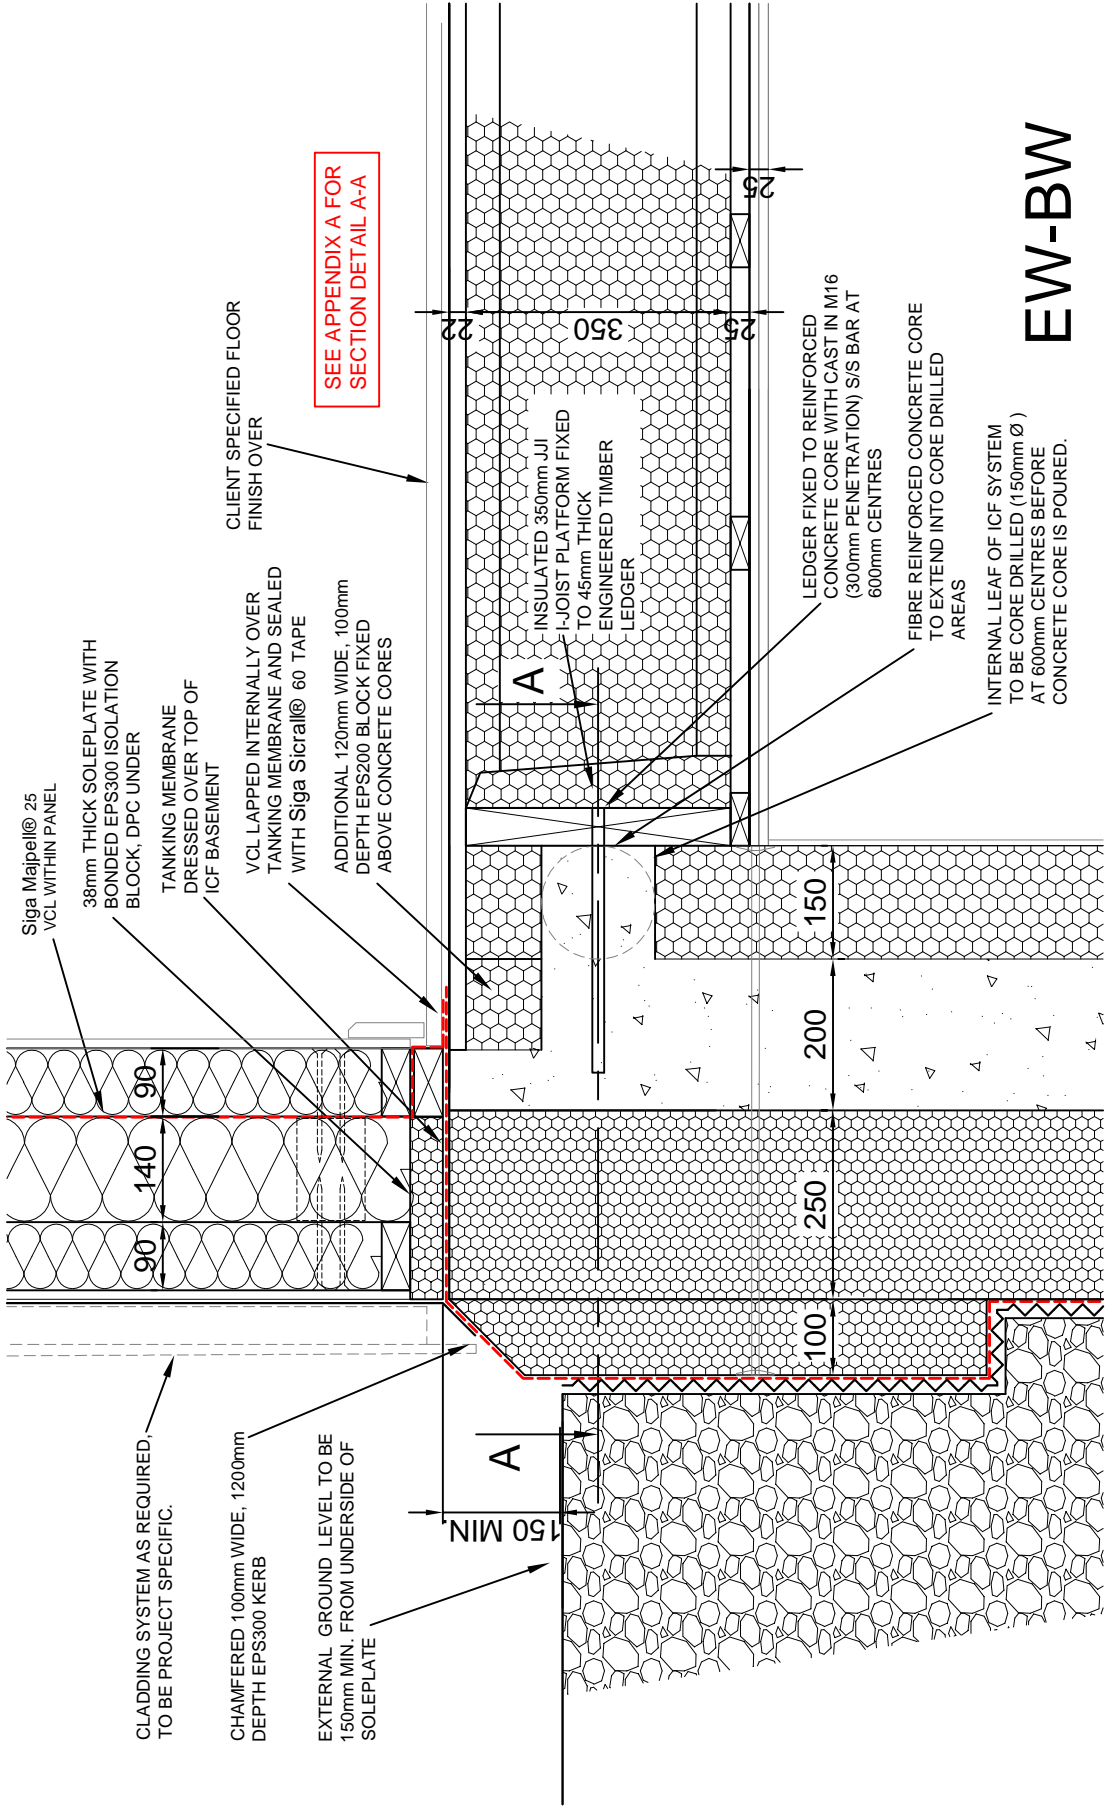 CLADDING SYSTEM AS REQUIRED,
TO BE PROJECT SPECIFIC.
CHAMFERED 100mm WIDE, 1200mm
DEPTH EPS300 KERB
EXTERNAL GROUND LEVEL TO BE
150mm MIN. FROM UNDERSIDE OF
SOLEPLATE
Siga Majpell® 25
VCL WITHIN PANEL
38mm THICK SOLEPLATE WITH
BONDED EPS300 ISOLATION
BLOCK, DPC UNDER
TANKING MEMBRANE
DRESSED OVER TOP OF
ICF BASEMENT
VCL LAPPED INTERNALLY OVER
TANKING MEMBRANE AND SEALED
WITH Siga Sicrall® 60 TAPE
ADDITIONAL 120mm WIDE, 100mm
DEPTH EPS200 BLOCK FIXED
ABOVE CONCRETE CORES
CLIENT SPECIFIED FLOOR
FINISH OVER
SEE APPENDIX A FOR
SECTION DETAIL A-A
90
140
90
22
350
25
25
INSULATED 350mm JJI
I-JOIST PLATFORM FIXED
TO 45mm THICK
ENGINEERED TIMBER
LEDGER
A
A
150 MIN
100
250
200
150
LEDGER FIXED TO REINFORCED
CONCRETE CORE WITH CAST IN M16
(300mm PENETRATION) S/S BAR AT
600mm CENTRES
FIBRE REINFORCED CONCRETE CORE
TO EXTEND INTO CORE DRILLED
AREAS
INTERNAL LEAF OF ICF SYSTEM
TO BE CORE DRILLED (150mm Ø )
AT 600mm CENTRES BEFORE
CONCRETE CORE IS POURED.
EW-BW